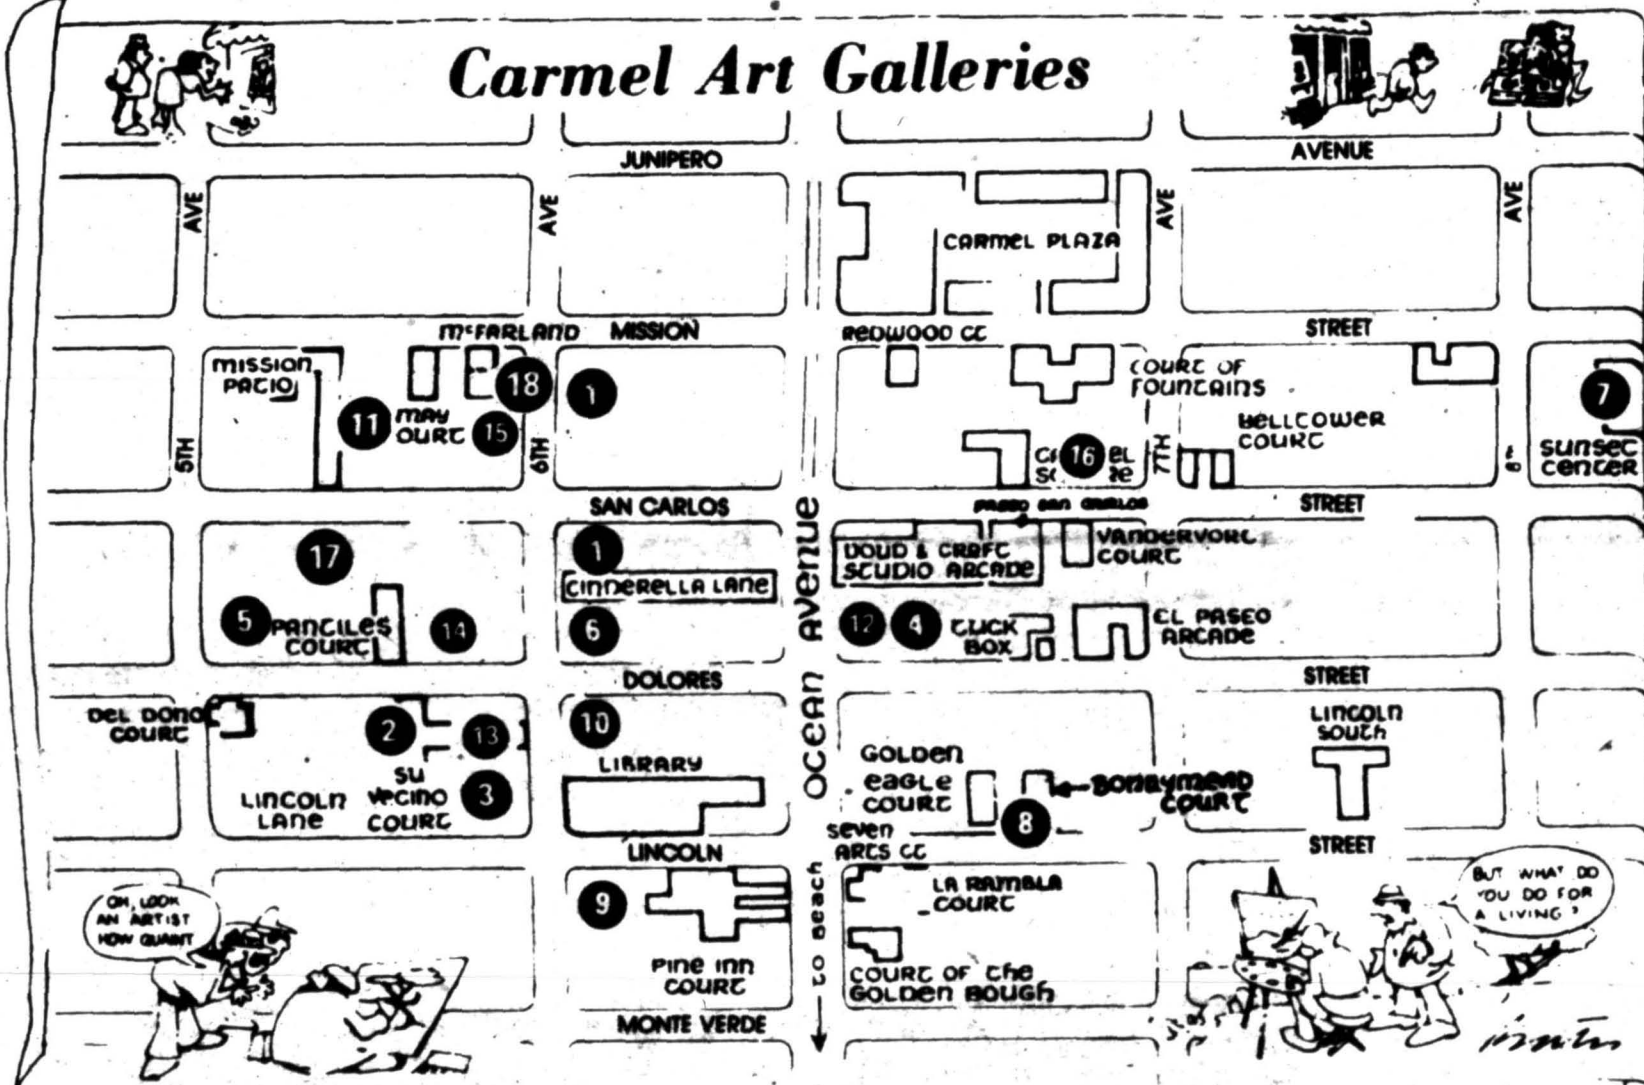 Carmel Art Galleries
JUNIPERO
AVENUE
AVE
AVE
AVE
AVE
CARMEL PLAZA
McFARLAND
MISSION
REDWOOD CT
STREET
MISSION
PATIO
18
1
COURT OF
FOUNTAINS
7
11
MAY
OURT
15
BELLTOWER
COURT
5TH
6TH
16
7TH
8TH
SUNSET
CENTER
SAN CARLOS
PASEO SAN CARLOS
STREET
17
1
DOUD & CRAFT
STUDIO ARCADE
VANDERVORT
COURT
CINDERELLA LANE
5
PANTILES
COURT
14
6
12
4
TUCK
BOX
EL PASEO
ARCADE
OCEAN AVENUE
DOLORES
STREET
DEL DONO
COURT
2
13
10
LINCOLN
SOUTH
LIBRARY
GOLDEN
EAGLE
COURT
BONNYMEAD
COURT
LINCOLN
LANE
SU
VECINO
COURT
3
8
SEVEN
ARTS CT
LINCOLN
STREET
9
LA RAMBLA
COURT
TO BEACH
PINE INN
COURT
COURT OF THE
GOLDEN BOUGH
MONTE VERDE
OH, LOOK
AN ARTIST
HOW QUAINT
BUT WHAT DO
YOU DO FOR
A LIVING?